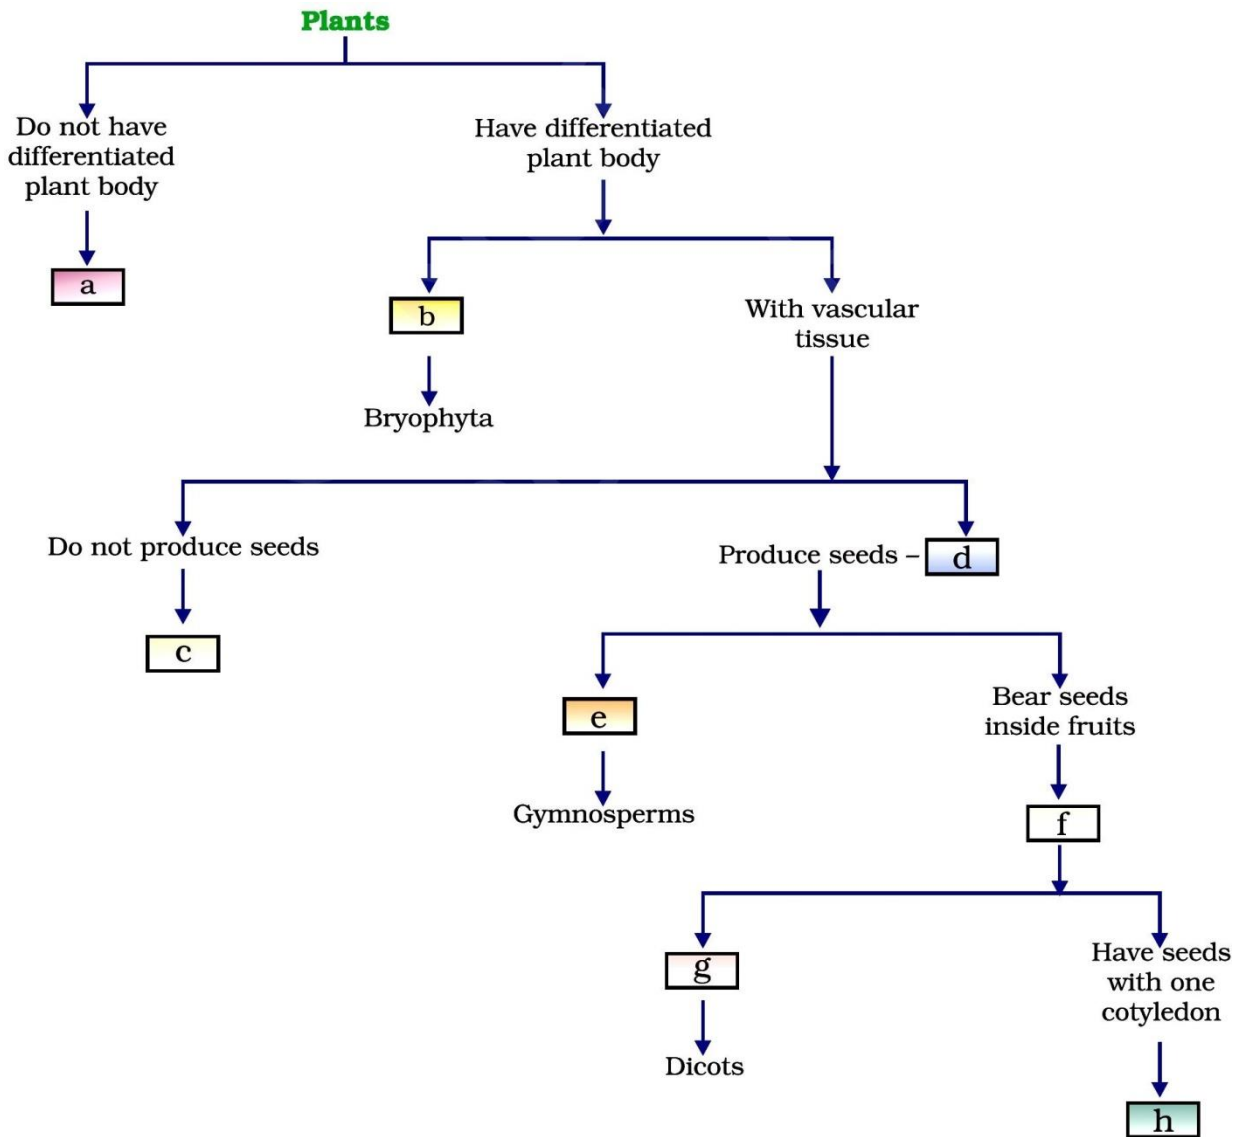 Plants
Do not have
differentiated
plant body
Have differentiated
plant body
a
b
With vascular
tissue
Bryophyta
Do not produce seeds
Produce seeds – d
c
e
Bear seeds
inside fruits
Gymnosperms
f
g
Have seeds
with one
cotyledon
Dicots
h